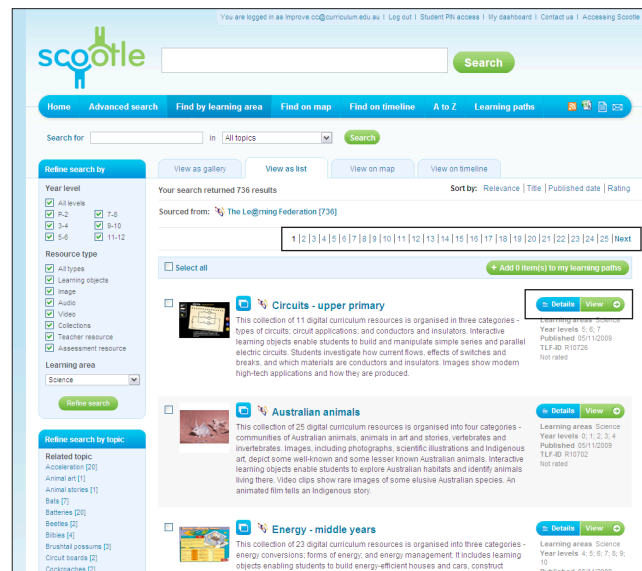 You are logged in as improve.cc@curriculum.edu.au | Log out | Student PIN access | My dashboard | Contact us | Accessing Scootle
scootle
Search
Home Advanced search Find by learning area Find on map Find on timeline A to Z Learning paths
Search for in All topics Search
Refine search by
Year level
All levels
P-2 7-8
3-4 9-10
5-6 11-12
Resource type
All types
Learning objects
Image
Audio
Video
Collections
Teacher resource
Assessment resource
Learning area
Science
Refine search
Refine search by topic
Related topic
Acceleration [20]
Animal art [1]
Animal stories [1]
Bats [7]
Batteries [20]
Beetles [2]
Bilbies [4]
Brushtail possums [3]
Circuit boards [2]
Cockroaches [2]
View as gallery View as list View on map View on timeline
Your search returned 736 results Sort by: Relevance | Title | Published date | Rating
Sourced from: The Le@rning Federation [736]
1 | 2 | 3 | 4 | 5 | 6 | 7 | 8 | 9 | 10 | 11 | 12 | 13 | 14 | 15 | 16 | 17 | 18 | 19 | 20 | 21 | 22 | 23 | 24 | 25 | Next
Select all + Add 0 item(s) to my learning paths
Circuits - upper primary
This collection of 11 digital curriculum resources is organised in three categories -
types of circuits; circuit applications; and conductors and insulators. Interactive
learning objects enable students to build and manipulate simple series and parallel
electric circuits. Students investigate how current flows, effects of switches and
breaks, and which materials are conductors and insulators. Images show modern
high-tech applications and how they are produced.
Details View
Learning areas Science
Year levels 5; 6; 7
Published 05/11/2009
TLF-ID R10726
Not rated
Australian animals
This collection of 25 digital curriculum resources is organised into four categories -
communities of Australian animals, animals in art and stories, vertebrates and
invertebrates. Images, including photographs, scientific illustrations and Indigenous
art, depict some well-known and some lesser known Australian animals. Interactive
learning objects enable students to explore Australian habitats and identify animals
living there. Video clips show rare images of some elusive Australian species. An
animated film tells an Indigenous story.
Details View
Learning areas Science
Year levels 0; 1; 2; 3; 4
Published 05/11/2009
TLF-ID R10702
Not rated
Energy - middle years
This collection of 23 digital curriculum resources is organised into three categories -
energy conversions; forms of energy; and energy management. It includes learning
objects enabling students to build energy-efficient houses and cars, construct
Details View
Learning areas Science
Year levels 4; 5; 6; 7; 8; 9;
10